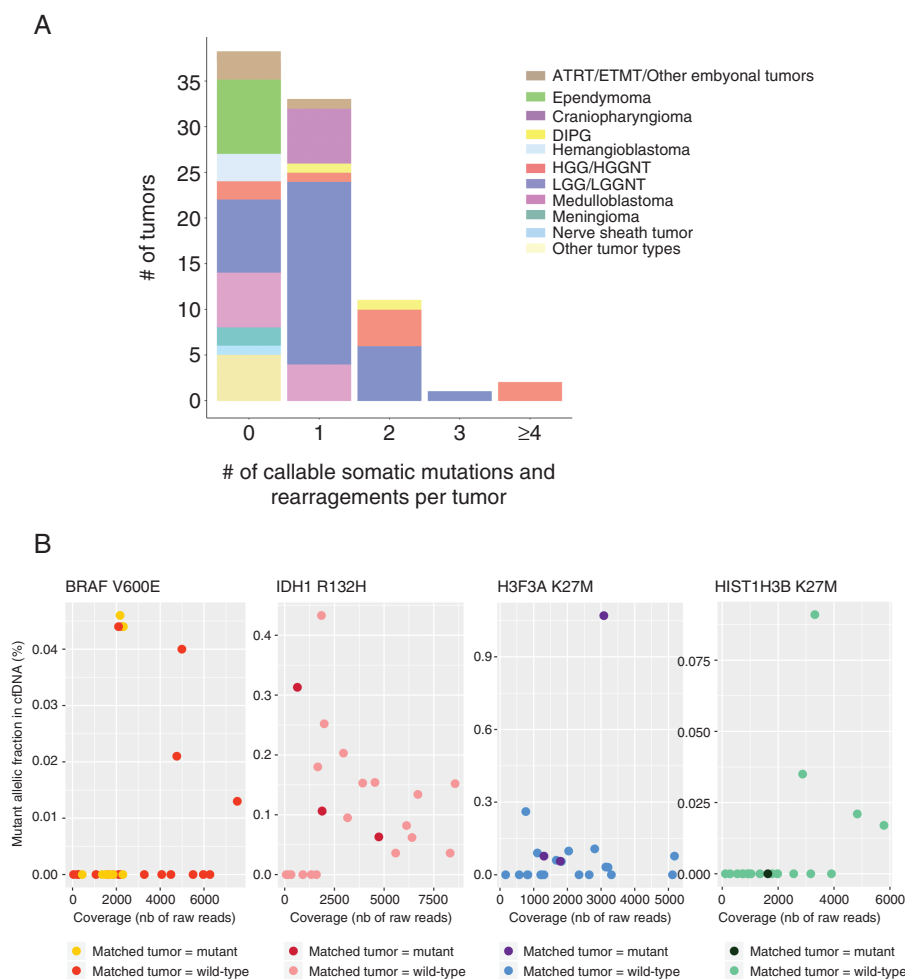 A
# of tumors
35
30
25
20
15
10
5
0
0 1 2 3 ≥4
# of callable somatic mutations and
rearragements per tumor
ATRT/ETMT/Other embyonal tumors
Ependymoma
Craniopharyngioma
DIPG
Hemangioblastoma
HGG/HGGNT
LGG/LGGNT
Medulloblastoma
Meningioma
Nerve sheath tumor
Other tumor types
B
Mutant allelic fraction in cfDNA (%)
BRAF V600E
0.04
0.03
0.02
0.01
0.00
0 2000 4000 6000
Coverage (nb of raw reads)
Matched tumor = mutant
Matched tumor = wild-type
IDH1 R132H
0.4
0.3
0.2
0.1
0.0
0 2500 5000 7500
Coverage (nb of raw reads)
Matched tumor = mutant
Matched tumor = wild-type
H3F3A K27M
0.9
0.6
0.3
0.0
0 1000 2000 3000 4000 5000
Coverage (nb of raw reads)
Matched tumor = mutant
Matched tumor = wild-type
HIST1H3B K27M
0.075
0.050
0.025
0.000
0 2000 4000 6000
Coverage (nb of raw reads)
Matched tumor = mutant
Matched tumor = wild-type